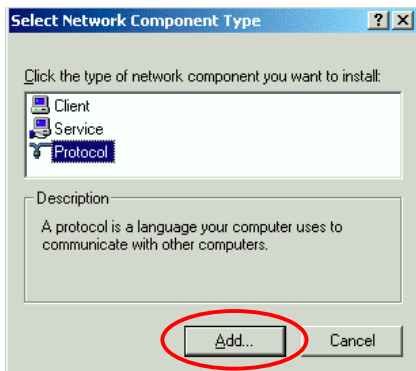 Select Network Component Type
Click the type of network component you want to install:
Client
Service
Protocol
Description
A protocol is a language your computer uses to
communicate with other computers.
Add...
Cancel